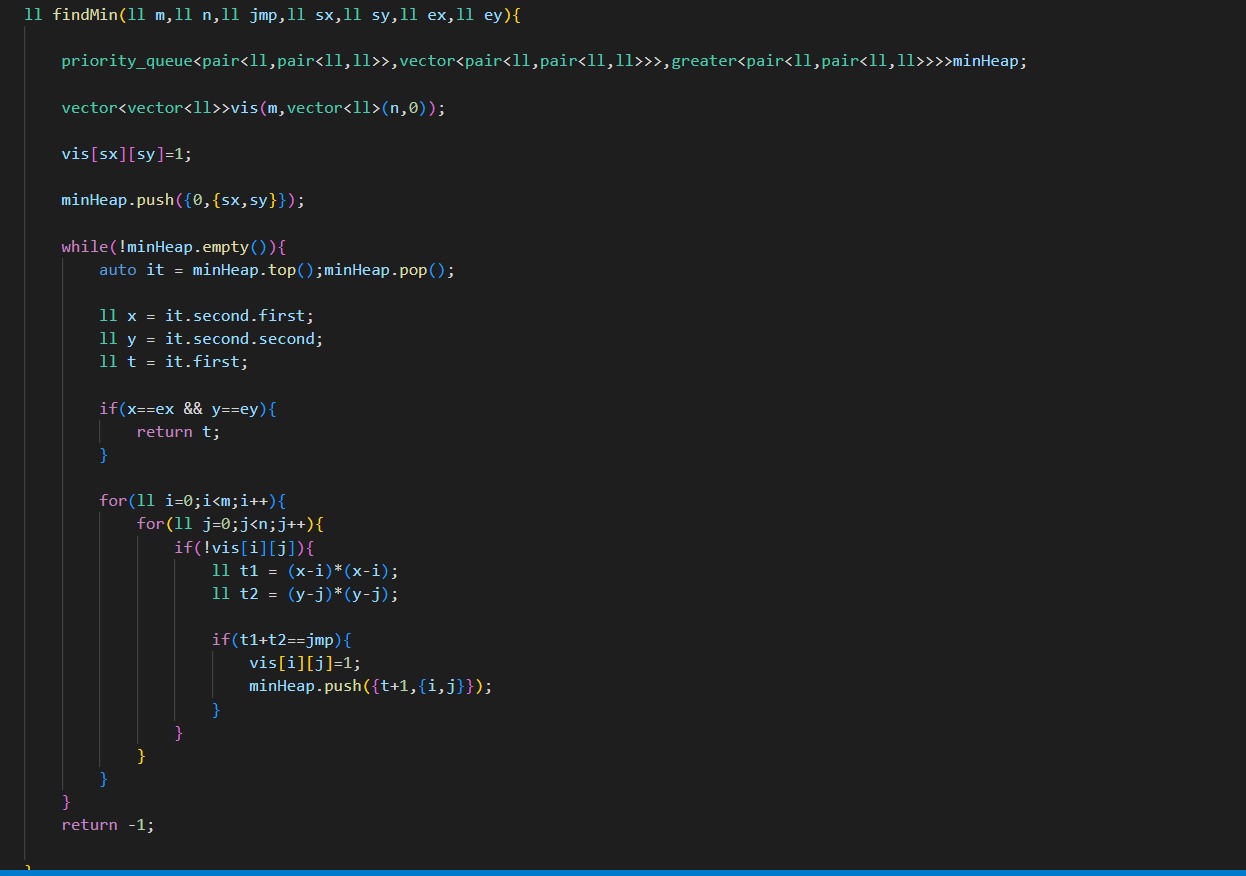 ll findMin(ll m,ll n,ll jmp,ll sx,ll sy,ll ex,ll ey){
priority_queue<pair<ll,pair<ll,ll>>,vector<pair<ll,pair<ll,ll>>>,greater<pair<ll,pair<ll,ll>>>>minHeap;
vector<vector<ll>>vis(m,vector<ll>(n,0));
vis[sx][sy]=1;
minHeap.push({0,{sx,sy}});
while(!minHeap.empty()){
auto it = minHeap.top();minHeap.pop();
ll x = it.second.first;
ll y = it.second.second;
ll t = it.first;
if(x==ex && y==ey){
return t;
}
for(ll i=0;i<m;i++){
for(ll j=0;j<n;j++){
if(!vis[i][j]){
ll t1 = (x-i)*(x-i);
ll t2 = (y-j)*(y-j);
if(t1+t2==jmp){
vis[i][j]=1;
minHeap.push({t+1,{i,j}});
}
}
}
}
}
return -1;
}